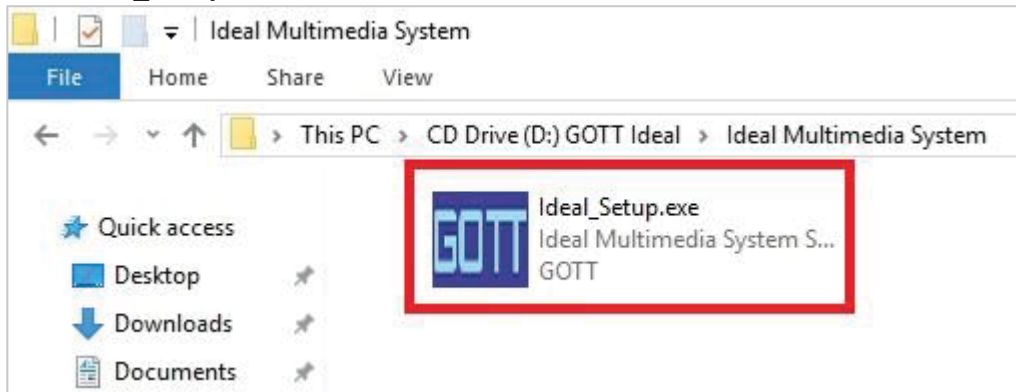 Ideal Multimedia System
File Home Share View
This PC > CD Drive (D:) GOTT Ideal > Ideal Multimedia System
Quick access
Desktop
Downloads
Documents
GOTT
Ideal_Setup.exe
Ideal Multimedia System S...
GOTT